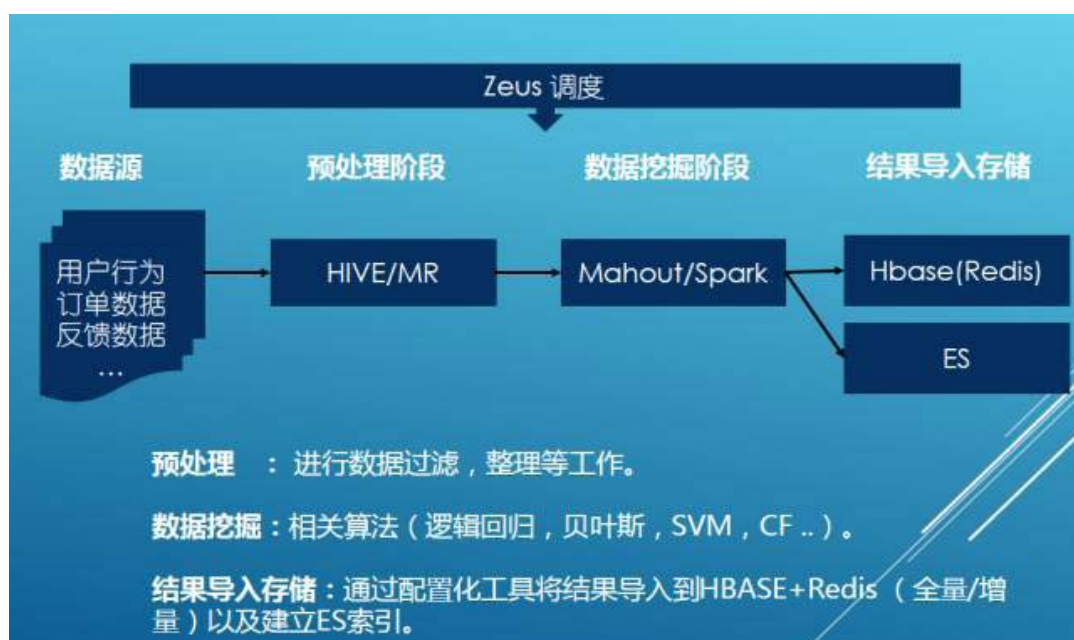 Zeus 调度
数据源
预处理阶段
数据挖掘阶段
结果导入存储
用户行为
订单数据
反馈数据
...
HIVE/MR
Mahout/Spark
Hbase(Redis)
ES
预处理 ：进行数据过滤，整理等工作。
数据挖掘：相关算法（逻辑回归，贝叶斯，SVM，CF ..）。
结果导入存储：通过配置化工具将结果导入到HBASE+Redis （全量/增
量）以及建立ES索引。